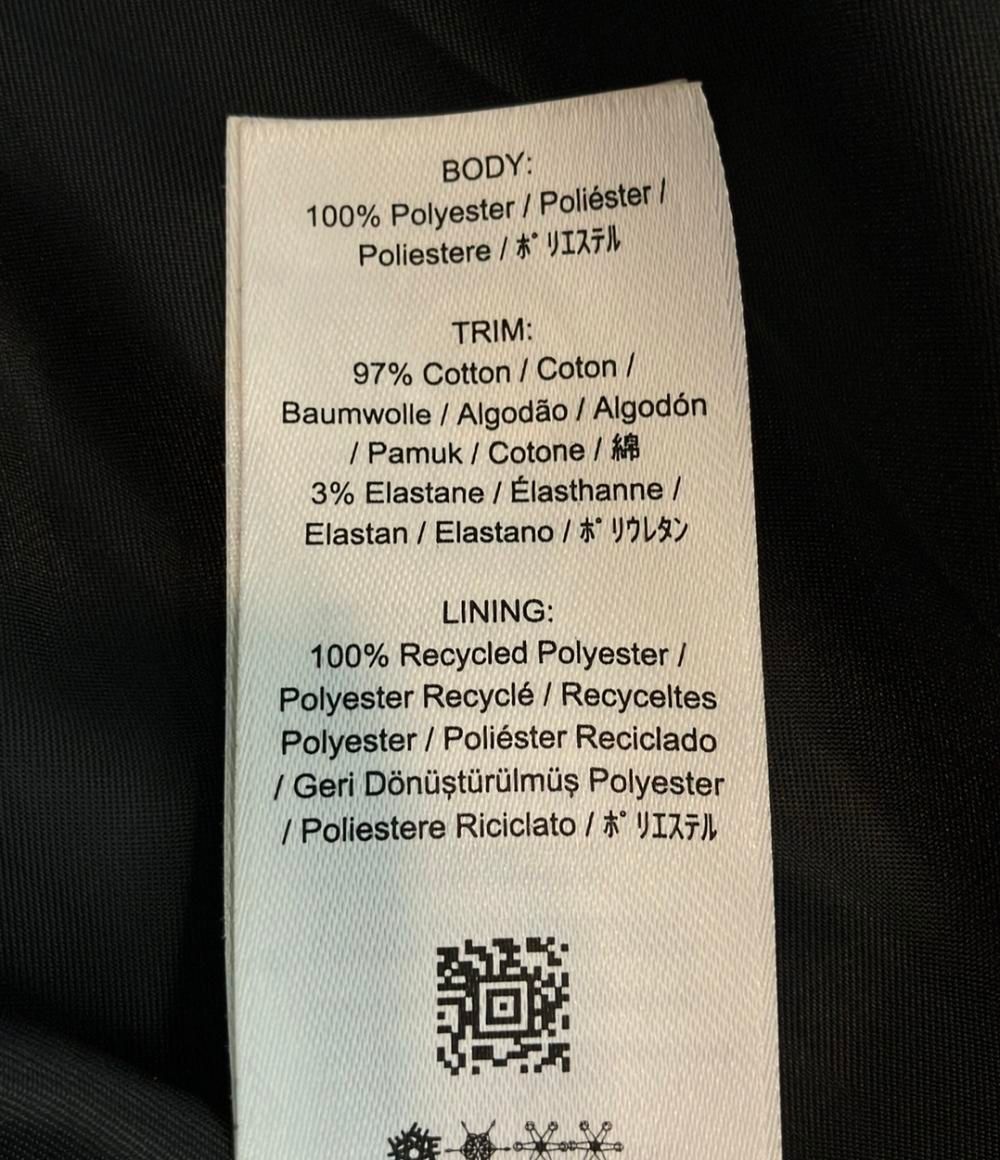 BODY:
100% Polyester / Poliéster /
Poliestere / ﾎﾟﾘｴｽﾃﾙ
TRIM:
97% Cotton / Coton /
Baumwolle / Algodão / Algodón
/ Pamuk / Cotone / 綿
3% Elastane / Élasthanne /
Elastan / Elastano / ﾎﾟﾘｳﾚﾀﾝ
LINING:
100% Recycled Polyester /
Polyester Recyclé / Recyceltes
Polyester / Poliéster Reciclado
/ Geri Dönüştürülmüş Polyester
/ Poliestere Riciclato / ﾎﾟﾘｴｽﾃﾙ